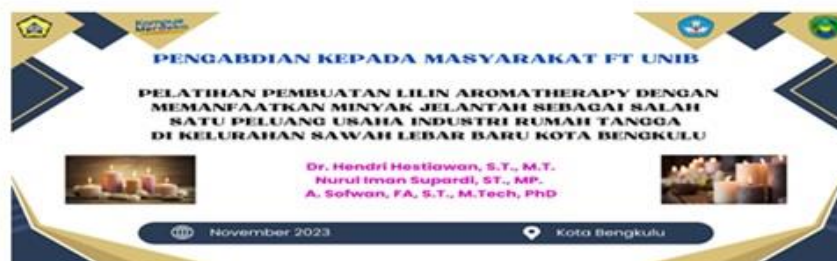 Kampus
Merdeka
PENGABDIAN KEPADA MASYARAKAT FT UNIB
PELATIHAN PEMBUATAN LILIN AROMATHERAPY DENGAN
MEMANFAATKAN MINYAK JELANTAH SEBAGAI SALAH
SATU PELUANG USAHA INDUSTRI RUMAH TANGGA
DI KELURAHAN SAWAH LEBAR BARU KOTA BENGKULU
Dr. Hendri Hestiawan, S.T., M.T.
Nurul Iman Supardi, ST., MP.
A. Sofwan, FA, S.T., M.Tech, PhD
November 2023
Kota Bengkulu